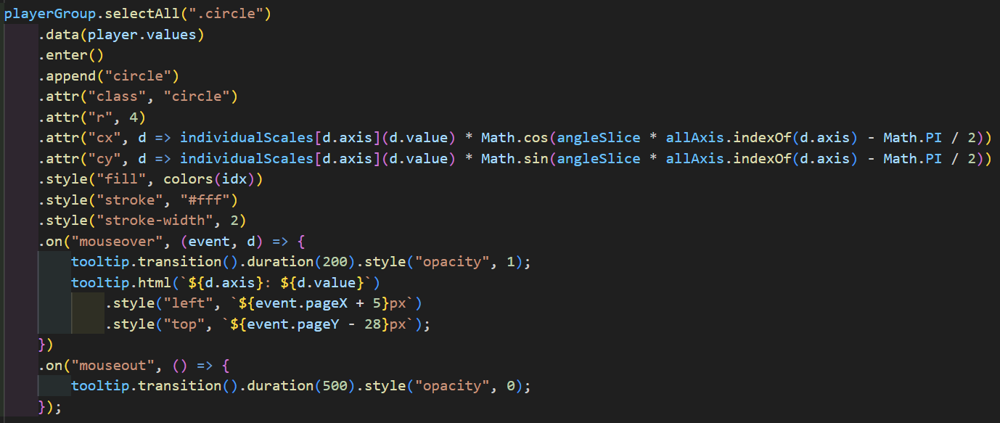 playerGroup.selectAll(".circle")
    .data(player.values)
    .enter()
    .append("circle")
    .attr("class", "circle")
    .attr("r", 4)
    .attr("cx", d => individualScales[d.axis](d.value) * Math.cos(angleSlice * allAxis.indexOf(d.axis) - Math.PI / 2))
    .attr("cy", d => individualScales[d.axis](d.value) * Math.sin(angleSlice * allAxis.indexOf(d.axis) - Math.PI / 2))
    .style("fill", colors(idx))
    .style("stroke", "#fff")
    .style("stroke-width", 2)
    .on("mouseover", (event, d) => {
        tooltip.transition().duration(200).style("opacity", 1);
        tooltip.html(`${d.axis}: ${d.value}`)
            .style("left", `${event.pageX + 5}px`)
            .style("top", `${event.pageY - 28}px`);
    })
    .on("mouseout", () => {
        tooltip.transition().duration(500).style("opacity", 0);
    });